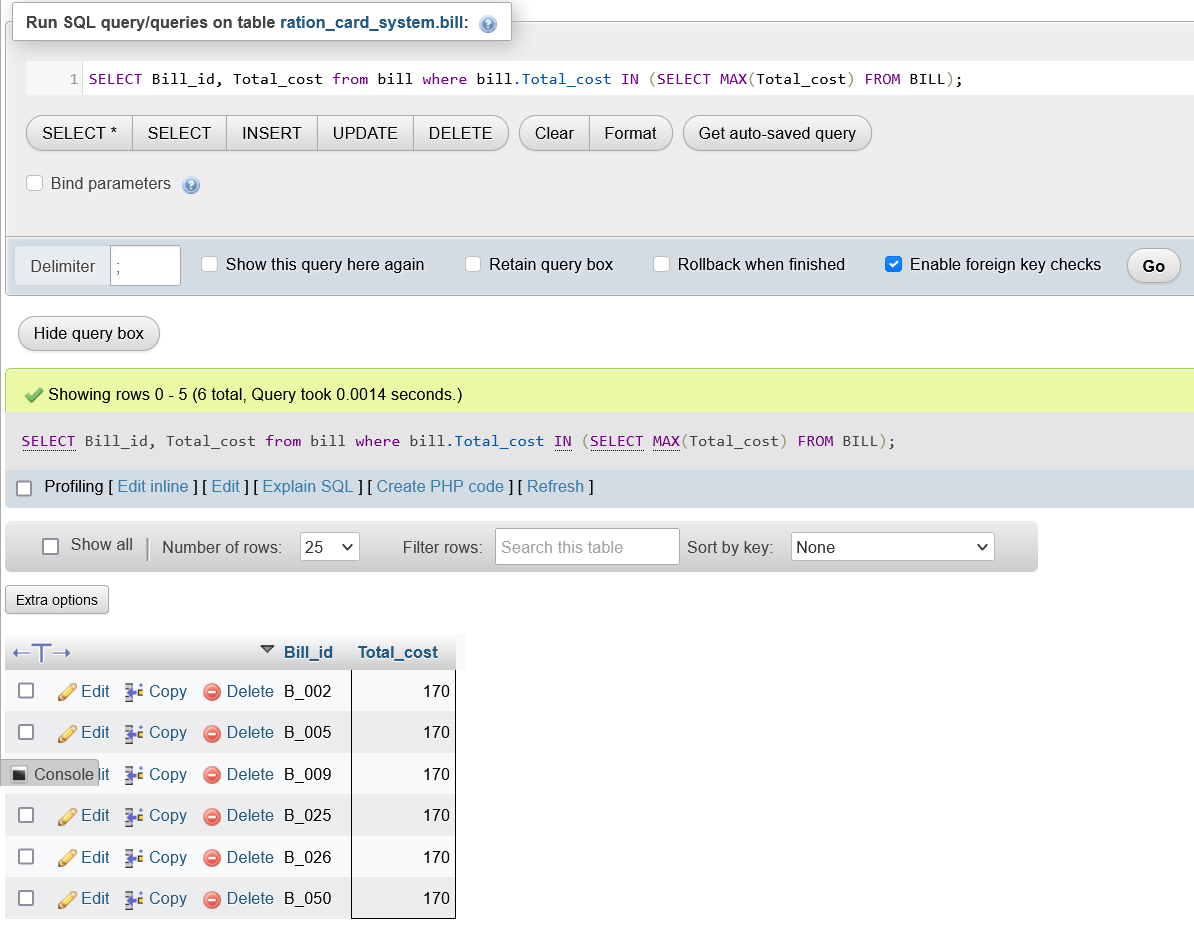 Run SQL query/queries on table ration_card_system.bill:
1 SELECT Bill_id, Total_cost from bill where bill.Total_cost IN (SELECT MAX(Total_cost) FROM BILL);
SELECT * SELECT INSERT UPDATE DELETE Clear Format Get auto-saved query
Bind parameters
Delimiter ; Show this query here again Retain query box Rollback when finished Enable foreign key checks Go
Hide query box
Showing rows 0 - 5 (6 total, Query took 0.0014 seconds.)
SELECT Bill_id, Total_cost from bill where bill.Total_cost IN (SELECT MAX(Total_cost) FROM BILL);
Profiling [ Edit inline ] [ Edit ] [ Explain SQL ] [ Create PHP code ] [ Refresh ]
Show all Number of rows: 25 Filter rows: Search this table Sort by key: None
Extra options
Bill_id Total_cost
Edit Copy Delete B_002 170
Edit Copy Delete B_005 170
Console it Copy Delete B_009 170
Edit Copy Delete B_025 170
Edit Copy Delete B_026 170
Edit Copy Delete B_050 170